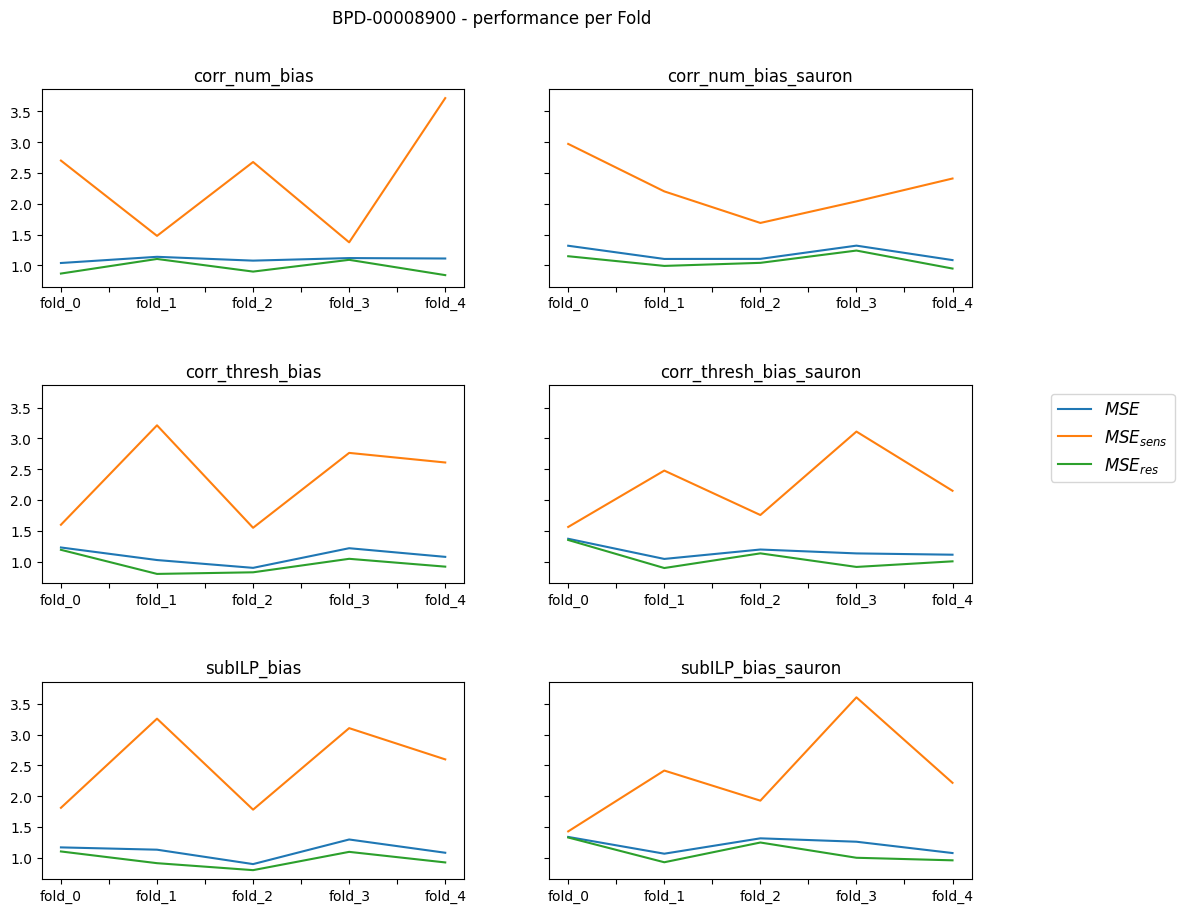 BPD-00008900 - performance per Fold
corr_num_bias
corr_num_bias_sauron
3.5
3.0
2.5
2.0
1.5
1.0
fold_0 fold_1 fold_2 fold_3 fold_4
fold_0 fold_1 fold_2 fold_3 fold_4
corr_thresh_bias
corr_thresh_bias_sauron
3.5
3.0
2.5
2.0
1.5
1.0
fold_0 fold_1 fold_2 fold_3 fold_4
fold_0 fold_1 fold_2 fold_3 fold_4
MSE
MSE_sens
MSE_res
subILP_bias
subILP_bias_sauron
3.5
3.0
2.5
2.0
1.5
1.0
fold_0 fold_1 fold_2 fold_3 fold_4
fold_0 fold_1 fold_2 fold_3 fold_4